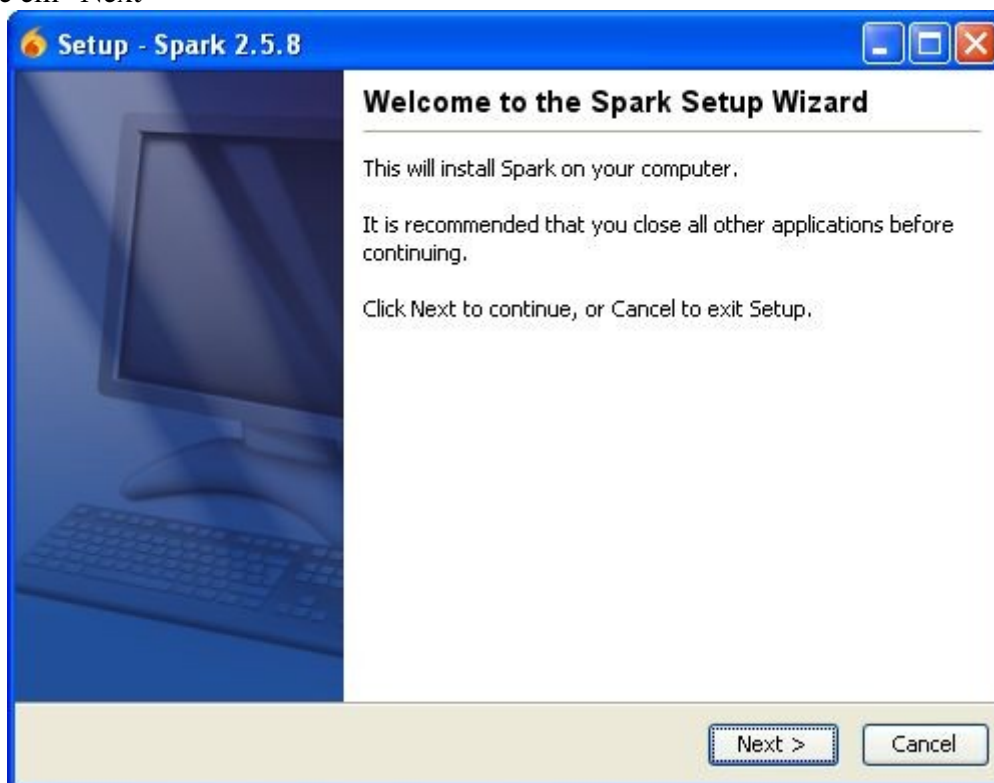 Setup - Spark 2.5.8
Welcome to the Spark Setup Wizard
This will install Spark on your computer.
It is recommended that you close all other applications before
continuing.
Click Next to continue, or Cancel to exit Setup.
Next >
Cancel